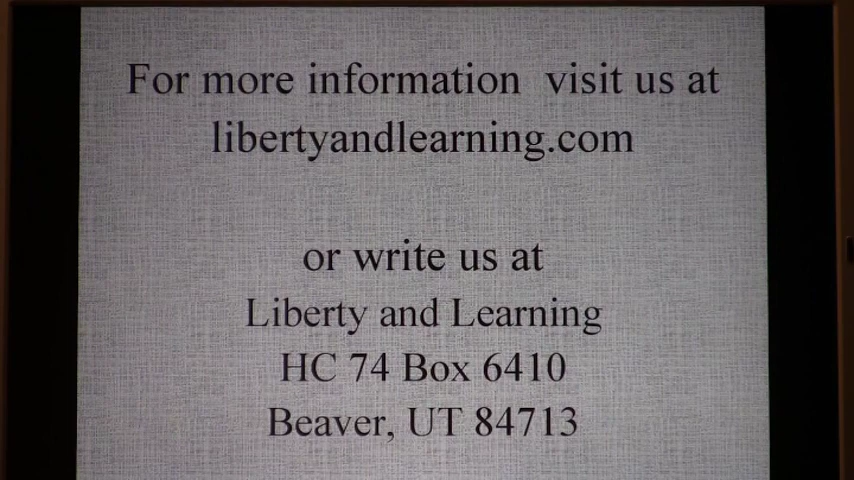 For more information visit us at
libertyandlearning.com
or write us at
Liberty and Learning
HC 74 Box 6410
Beaver, UT 84713